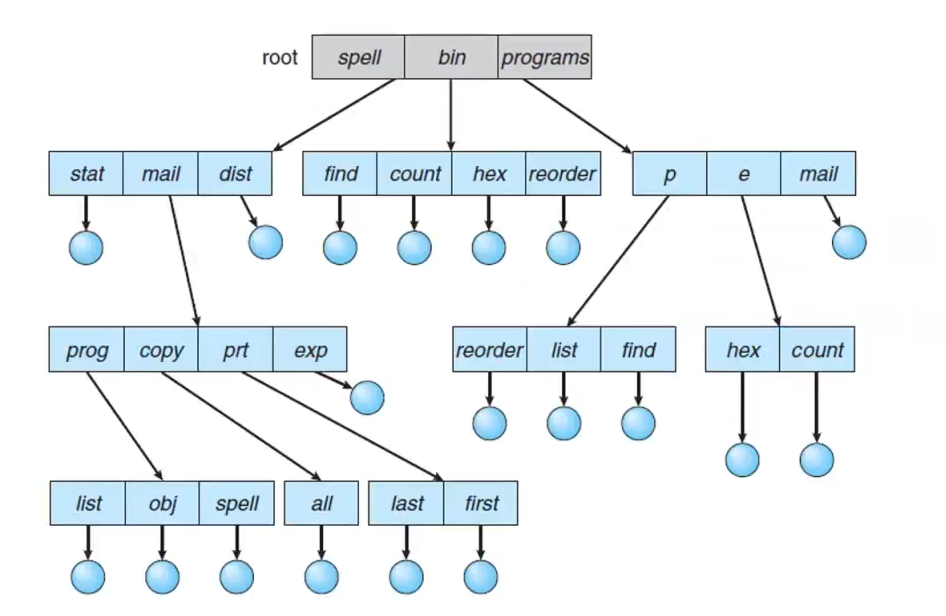 root spell bin programs
stat mail dist find count hex reorder p e mail
prog copy prt exp reorder list find hex count
list obj spell all last first